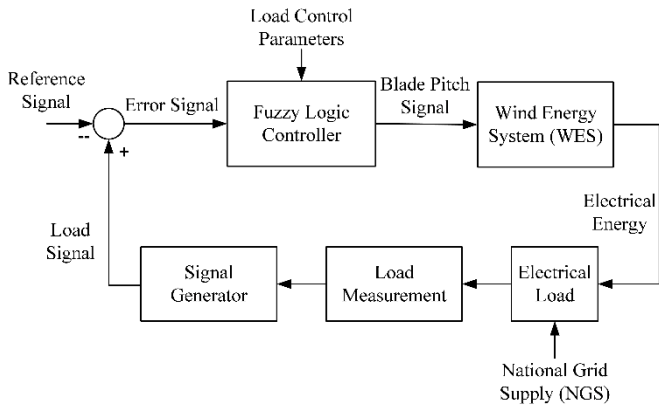 Load Control
Parameters
Reference
Signal
Error Signal
Fuzzy Logic
Controller
Blade Pitch
Signal
Wind Energy
System (WES)
--
+
Electrical
Energy
Load
Signal
Signal
Generator
Load
Measurement
Electrical
Load
National Grid
Supply (NGS)